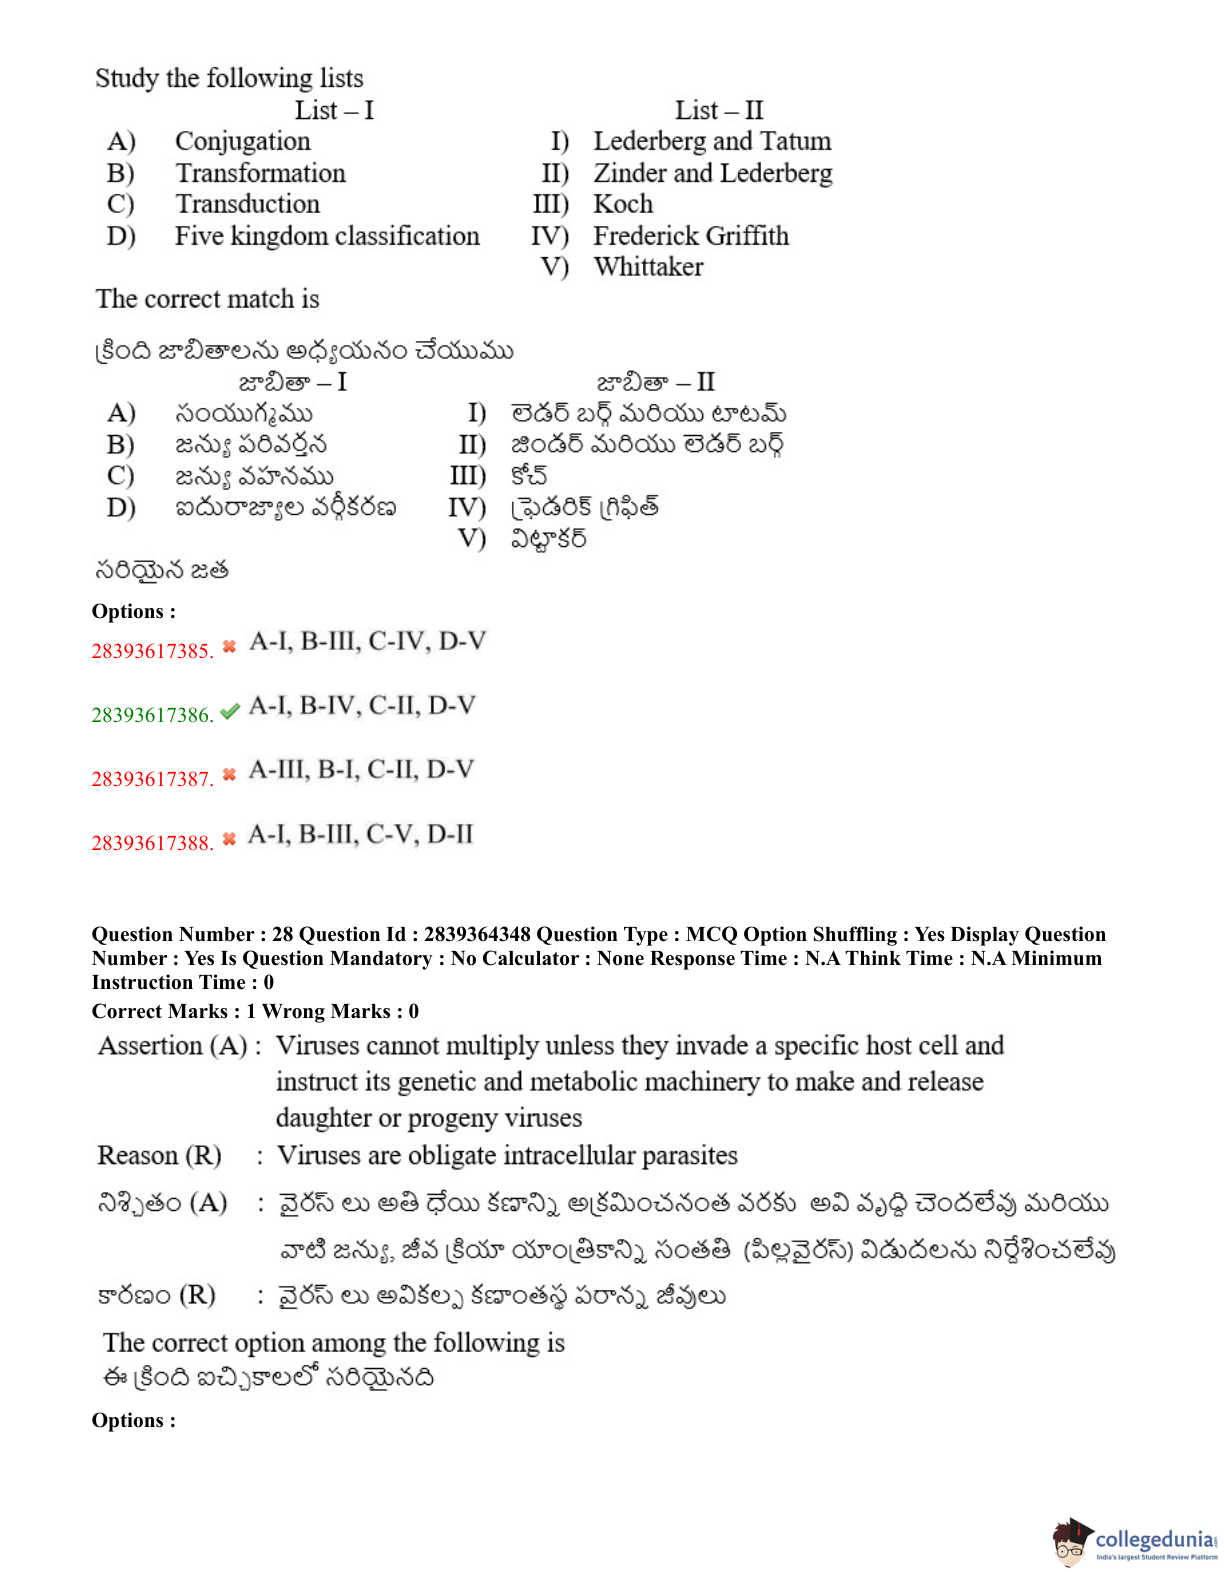 Study the following lists
List – I List – II
A) Conjugation I) Lederberg and Tatum
B) Transformation II) Zinder and Lederberg
C) Transduction III) Koch
D) Five kingdom classification IV) Frederick Griffith
V) Whittaker
The correct match is
క్రింది జాబితాలను అధ్యయనం చేయుము
జాబితా – I జాబితా – II
A) సంయుగ్మము I) లెడర్ బర్గ్ మరియు టాటమ్
B) జన్యు పరివర్తన II) జిండర్ మరియు లెడర్ బర్గ్
C) జన్యు వహనము III) కోచ్
D) ఐదురాజ్యాల వర్గీకరణ IV) ఫ్రెడరిక్ గ్రిఫిత్
V) విట్టాకర్
సరియైన జత
Options :
28393617385. A-I, B-III, C-IV, D-V
28393617386. A-I, B-IV, C-II, D-V
28393617387. A-III, B-I, C-II, D-V
28393617388. A-I, B-III, C-V, D-II
Question Number : 28 Question Id : 2839364348 Question Type : MCQ Option Shuffling : Yes Display Question
Number : Yes Is Question Mandatory : No Calculator : None Response Time : N.A Think Time : N.A Minimum
Instruction Time : 0
Correct Marks : 1 Wrong Marks : 0
Assertion (A) : Viruses cannot multiply unless they invade a specific host cell and
instruct its genetic and metabolic machinery to make and release
daughter or progeny viruses
Reason (R) : Viruses are obligate intracellular parasites
నిశ్చితం (A) : వైరస్ లు అతి ధేయి కణాన్ని అక్రమించనంత వరకు అవి వృద్ది చెందలేవు మరియు
వాటి జన్యు, జీవ క్రియా యాంత్రికాన్ని సంతతి (పిల్లవైరస్) విడుదలను నిర్దేశించలేవు
కారణం (R) : వైరస్ లు అవికల్ప కణాంతస్థ పరాన్న జీవులు
The correct option among the following is
ఈ క్రింది ఐచ్చికాలలో సరియైనది
Options :
collegedunia
India's largest Student Review Platform